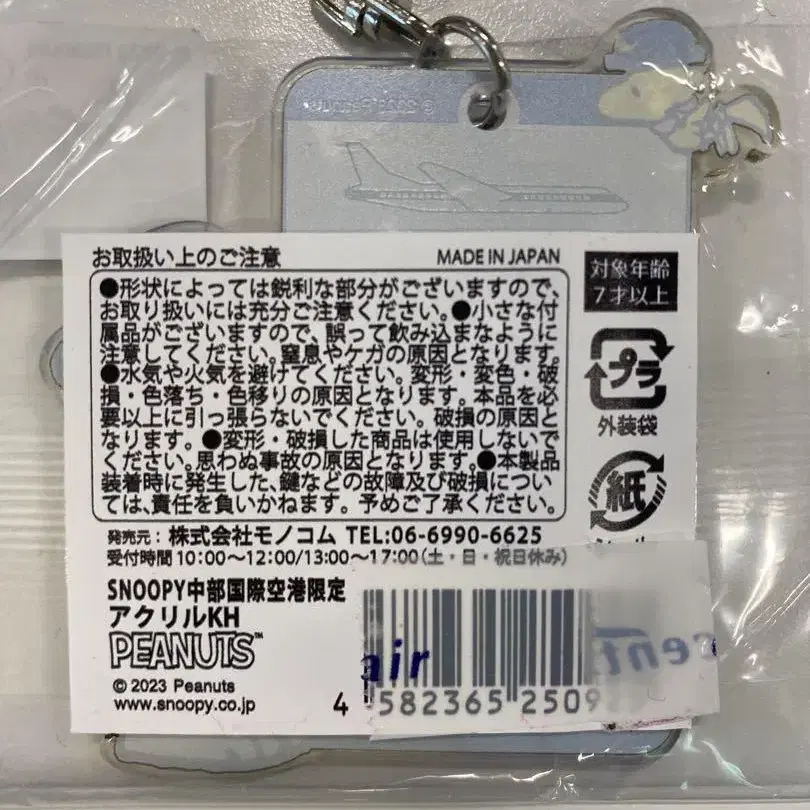 お取扱い上のご注意
MADE IN JAPAN
対象年齢
7才以上
●形状によっては鋭利な部分がございますので、
お取り扱いには充分ご注意ください。●小さな付
属品がございますので、誤って飲み込まなように
注意してください。窒息やケガの原因となります。
●水気や火気を避けてください。変形・変色・破
損・色落ち・色移りの原因となります。本品を必
要以上に引っ張らないでください。破損の原因と
なります。●変形・破損した商品は使用しないで
ください。思わぬ事故の原因となります。●本製品
装着時に発生した、鍵などの故障及び破損につい
ては、責任を負いかねます。予めご了承ください。
プラ
外装袋
紙
発売元：株式会社モノコム TEL:06-6990-6625
受付時間 10:00〜12:00/13:00〜17:00（土・日・祝日休み）
SNOOPY中部国際空港限定
アクリルKH
PEANUTS™
© 2023 Peanuts
www.snoopy.co.jp
air
cent
4 582365 2509